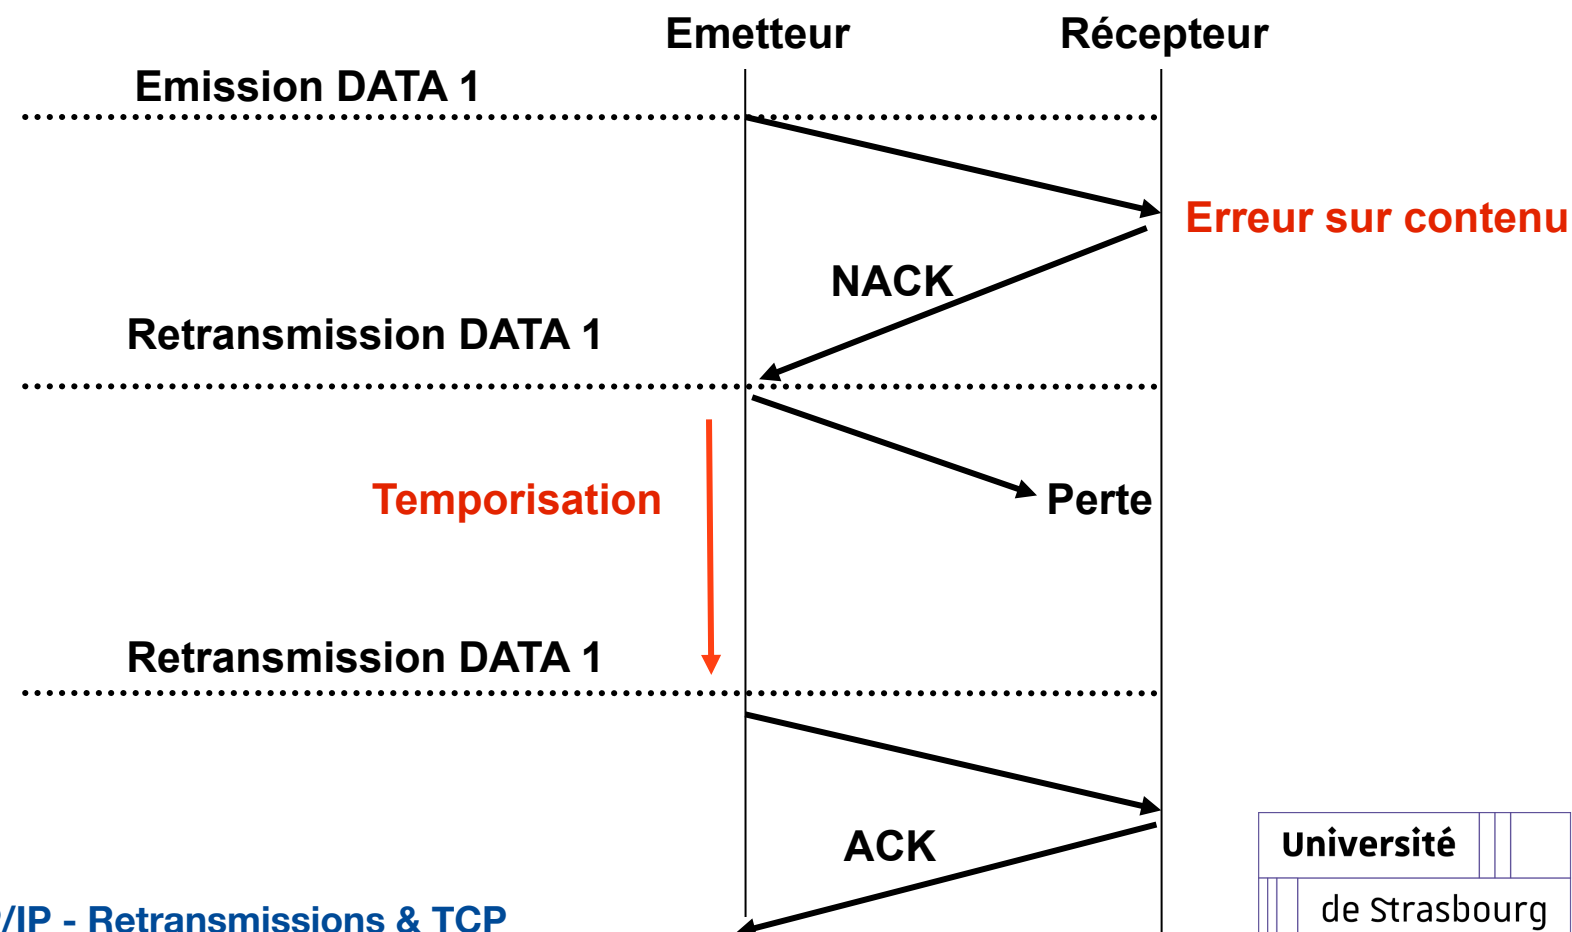 Emetteur
Récepteur
Emission DATA 1
Erreur sur contenu
NACK
Retransmission DATA 1
Temporisation
Perte
Retransmission DATA 1
ACK
Université
de Strasbourg
/IP - Retransmissions & TCP